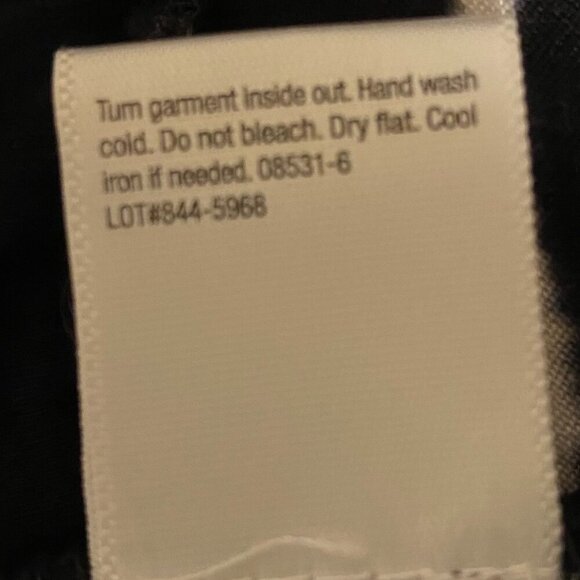 Turn garment inside out. Hand wash
cold. Do not bleach. Dry flat. Cool
iron if needed. 08531-6
LOT#844-5968